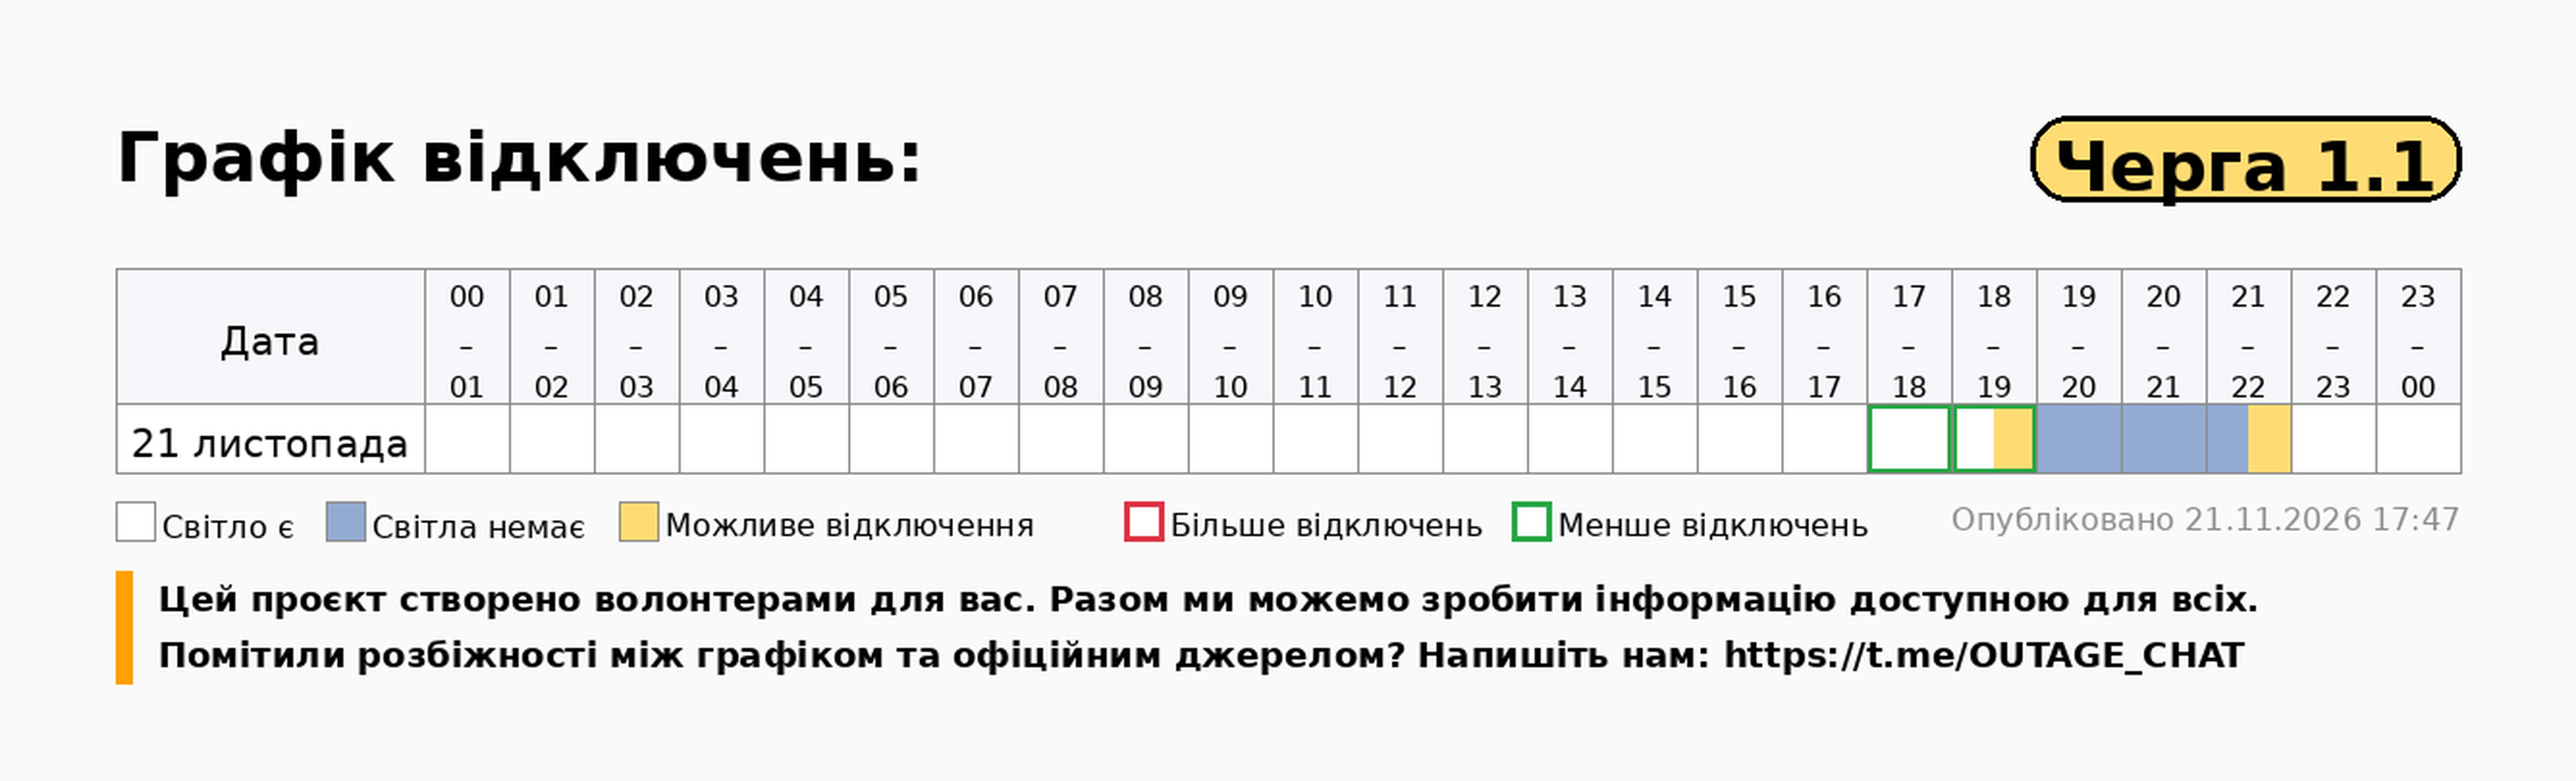 Графік відключень:
Черга 1.1
Дата
00 – 01
01 – 02
02 – 03
03 – 04
04 – 05
05 – 06
06 – 07
07 – 08
08 – 09
09 – 10
10 – 11
11 – 12
12 – 13
13 – 14
14 – 15
15 – 16
16 – 17
17 – 18
18 – 19
19 – 20
20 – 21
21 – 22
22 – 23
23 – 00
21 листопада
Світло є
Світла немає
Можливе відключення
Більше відключень
Менше відключень
Опубліковано 21.11.2026 17:47
Цей проєкт створено волонтерами для вас. Разом ми можемо зробити інформацію доступною для всіх.
Помітили розбіжності між графіком та офіційним джерелом? Напишіть нам: https://t.me/OUTAGE_CHAT